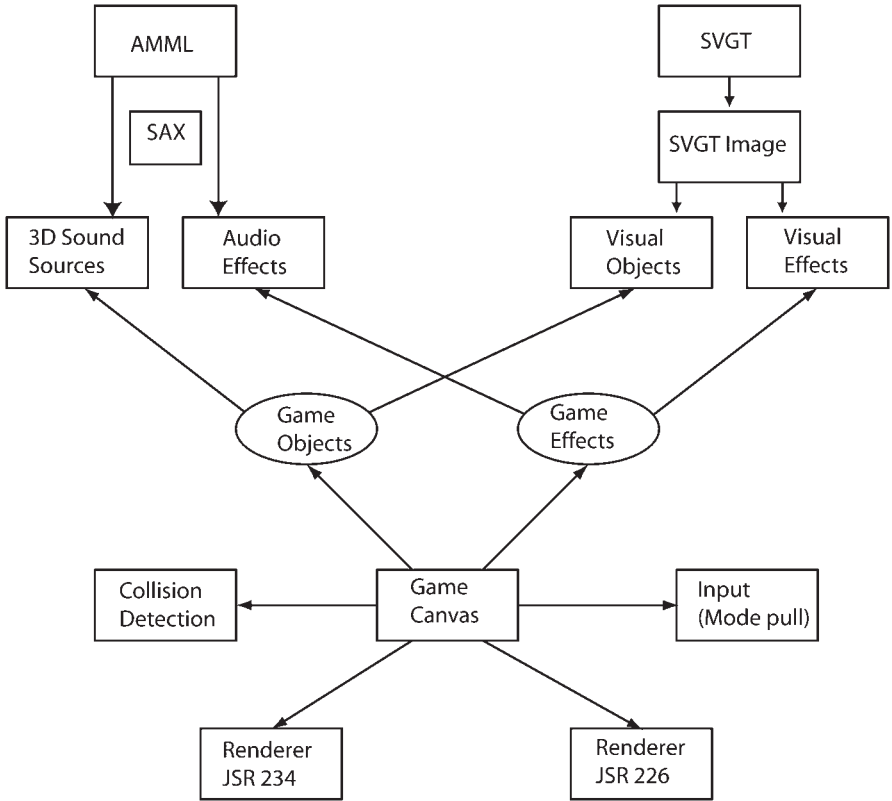 AMML
SVGT
SAX
SVGT Image
3D Sound
Sources
Audio
Effects
Visual
Objects
Visual
Effects
Game
Objects
Game
Effects
Collision
Detection
Game
Canvas
Input
(Mode pull)
Renderer
JSR 234
Renderer
JSR 226